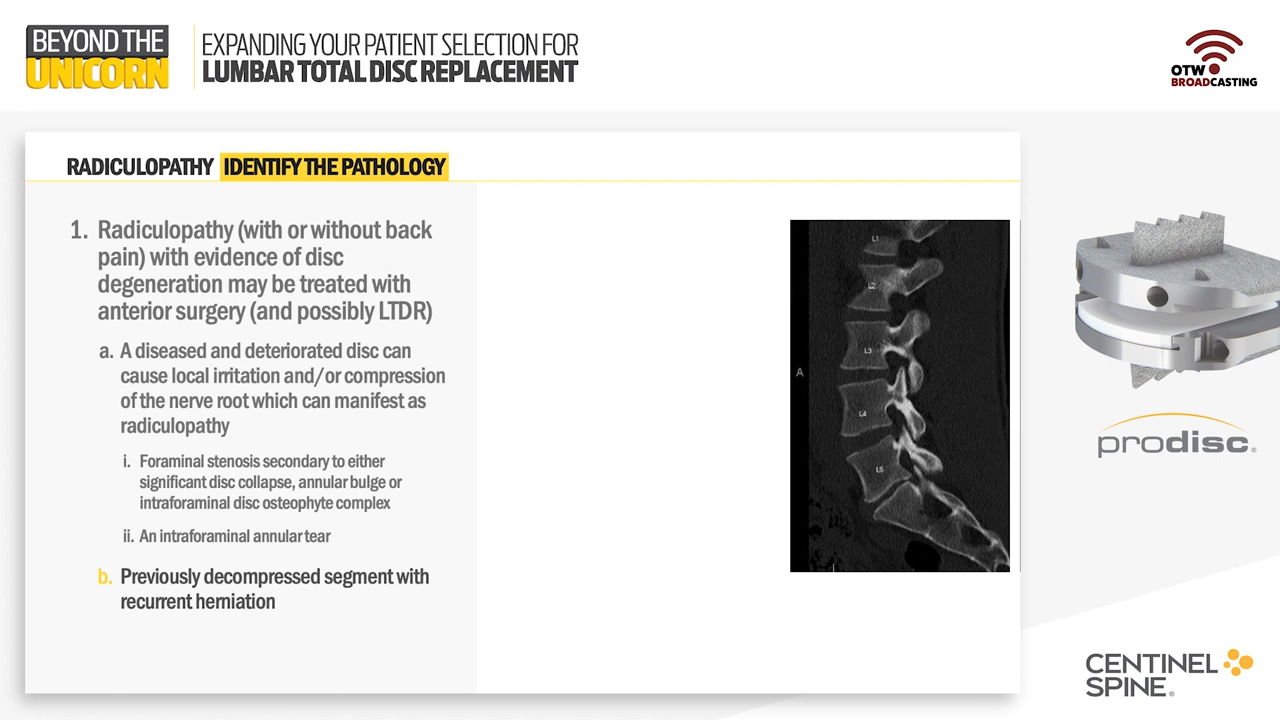 BEYOND THE
UNICORN
EXPANDING YOUR PATIENT SELECTION FOR
LUMBAR TOTAL DISC REPLACEMENT
OTW
BROADCASTING
RADICULOPATHY IDENTIFY THE PATHOLOGY
1. Radiculopathy (with or without back
pain) with evidence of disc
degeneration may be treated with
anterior surgery (and possibly LTDR)
a. A diseased and deteriorated disc can
cause local irritation and/or compression
of the nerve root which can manifest as
radiculopathy
i. Foraminal stenosis secondary to either
significant disc collapse, annular bulge or
intraforaminal disc osteophyte complex
ii. An intraforaminal annular tear
b. Previously decompressed segment with
recurrent herniation
L1
L2
L3
A
L4
L5
prodisc®
CENTINEL
SPINE®